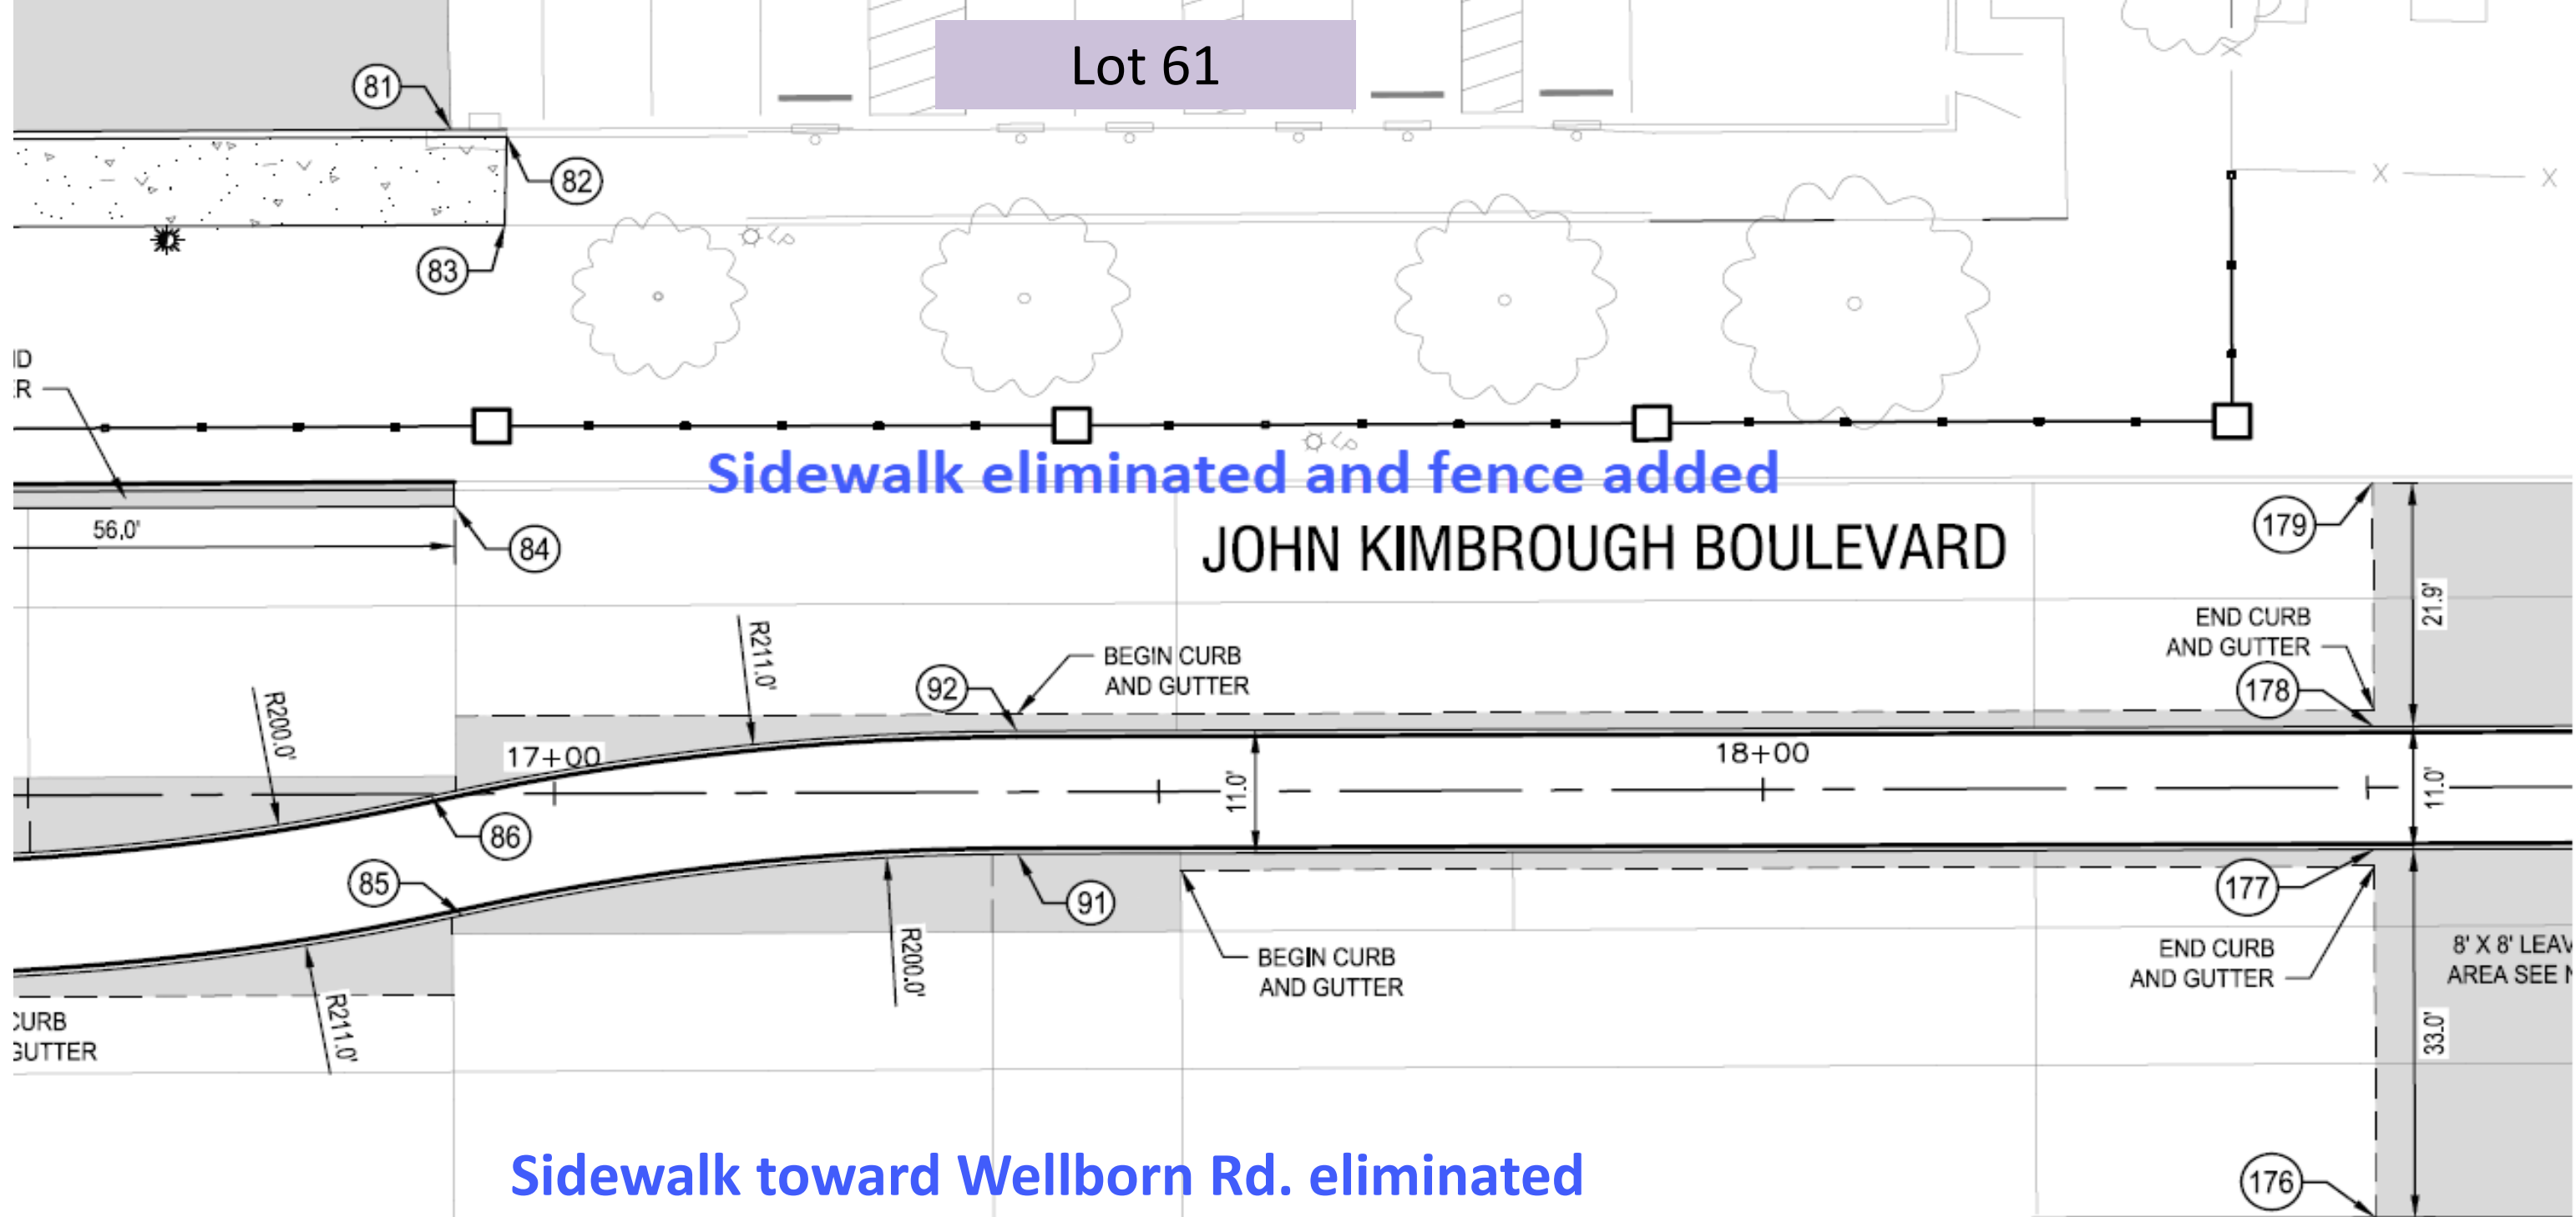 Lot 61
81
82
83
LP
ID
ER
LP
Sidewalk eliminated and fence added
56.0'
84
JOHN KIMBROUGH BOULEVARD
179
21.9'
END CURB
AND GUTTER
178
R211.0'
BEGIN CURB
AND GUTTER
92
R200.0'
17+00
18+00
11.0'
11.0'
86
85
91
177
R200.0'
BEGIN CURB
AND GUTTER
END CURB
AND GUTTER
8' X 8' LEAV
AREA SEE N
CURB
GUTTER
R211.0'
33.0'
Sidewalk toward Wellborn Rd. eliminated
176